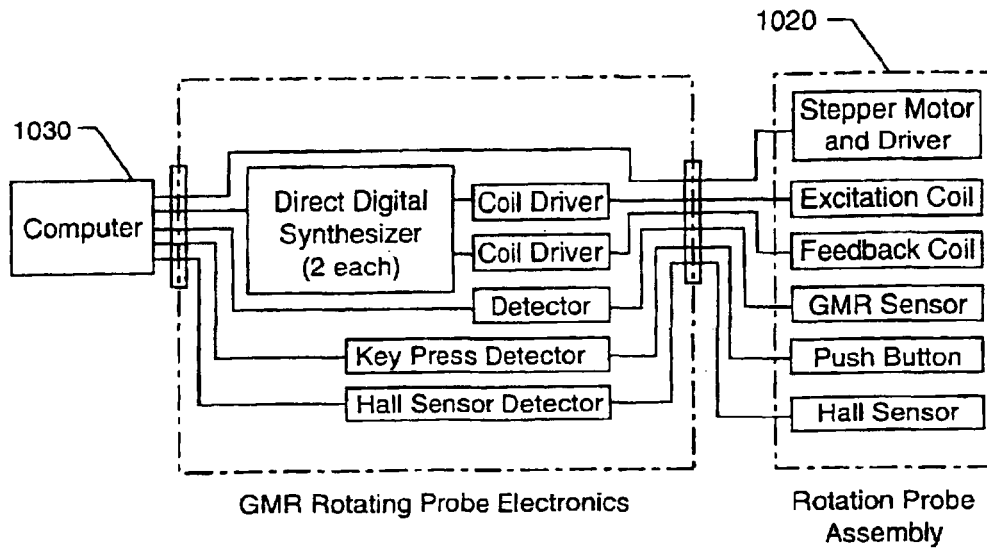 1020
1030
Computer
Direct Digital
Synthesizer
(2 each)
Coil Driver
Coil Driver
Detector
Key Press Detector
Hall Sensor Detector
Stepper Motor
and Driver
Excitation Coil
Feedback Coil
GMR Sensor
Push Button
Hall Sensor
GMR Rotating Probe Electronics
Rotation Probe
Assembly